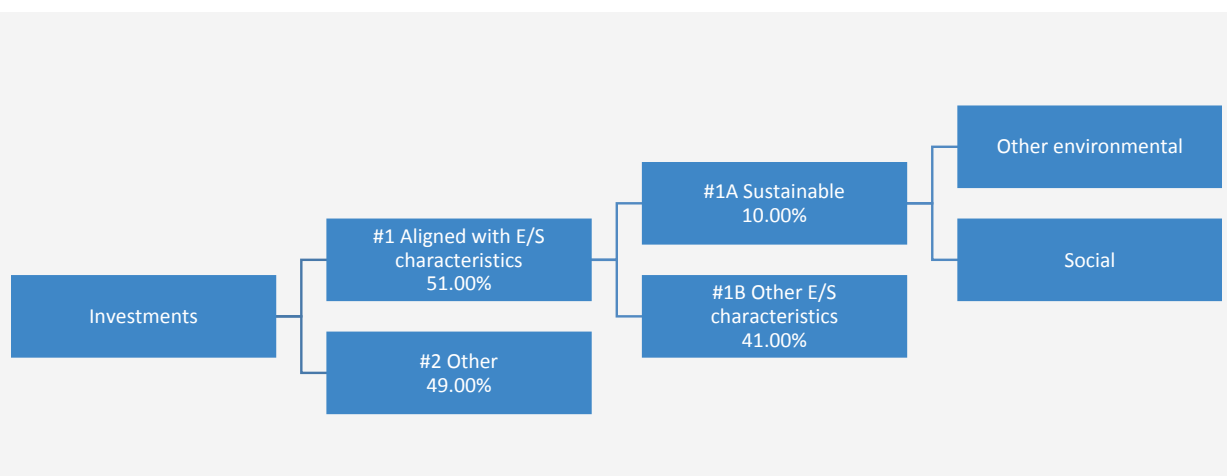 Investments
#1 Aligned with E/S
characteristics
51.00%
#2 Other
49.00%
#1A Sustainable
10.00%
#1B Other E/S
characteristics
41.00%
Other environmental
Social